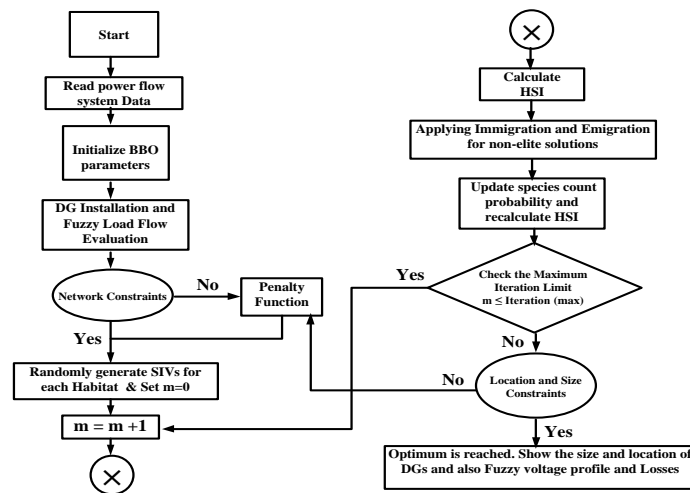 Start
Read power flow
system Data
Initialize BBO
parameters
DG Installation and
Fuzzy Load Flow
Evaluation
Network Constraints
No
Penalty
Function
Yes
Randomly generate SIVs for
each Habitat & Set m=0
m = m +1
Calculate
HSI
Applying Immigration and Emigration
for non-elite solutions
Update species count
probability and
recalculate HSI
Yes
Check the Maximum
Iteration Limit
m ≤ Iteration (max)
No
No
Location and Size
Constraints
Yes
Optimum is reached. Show the size and location of
DGs and also Fuzzy voltage profile and Losses